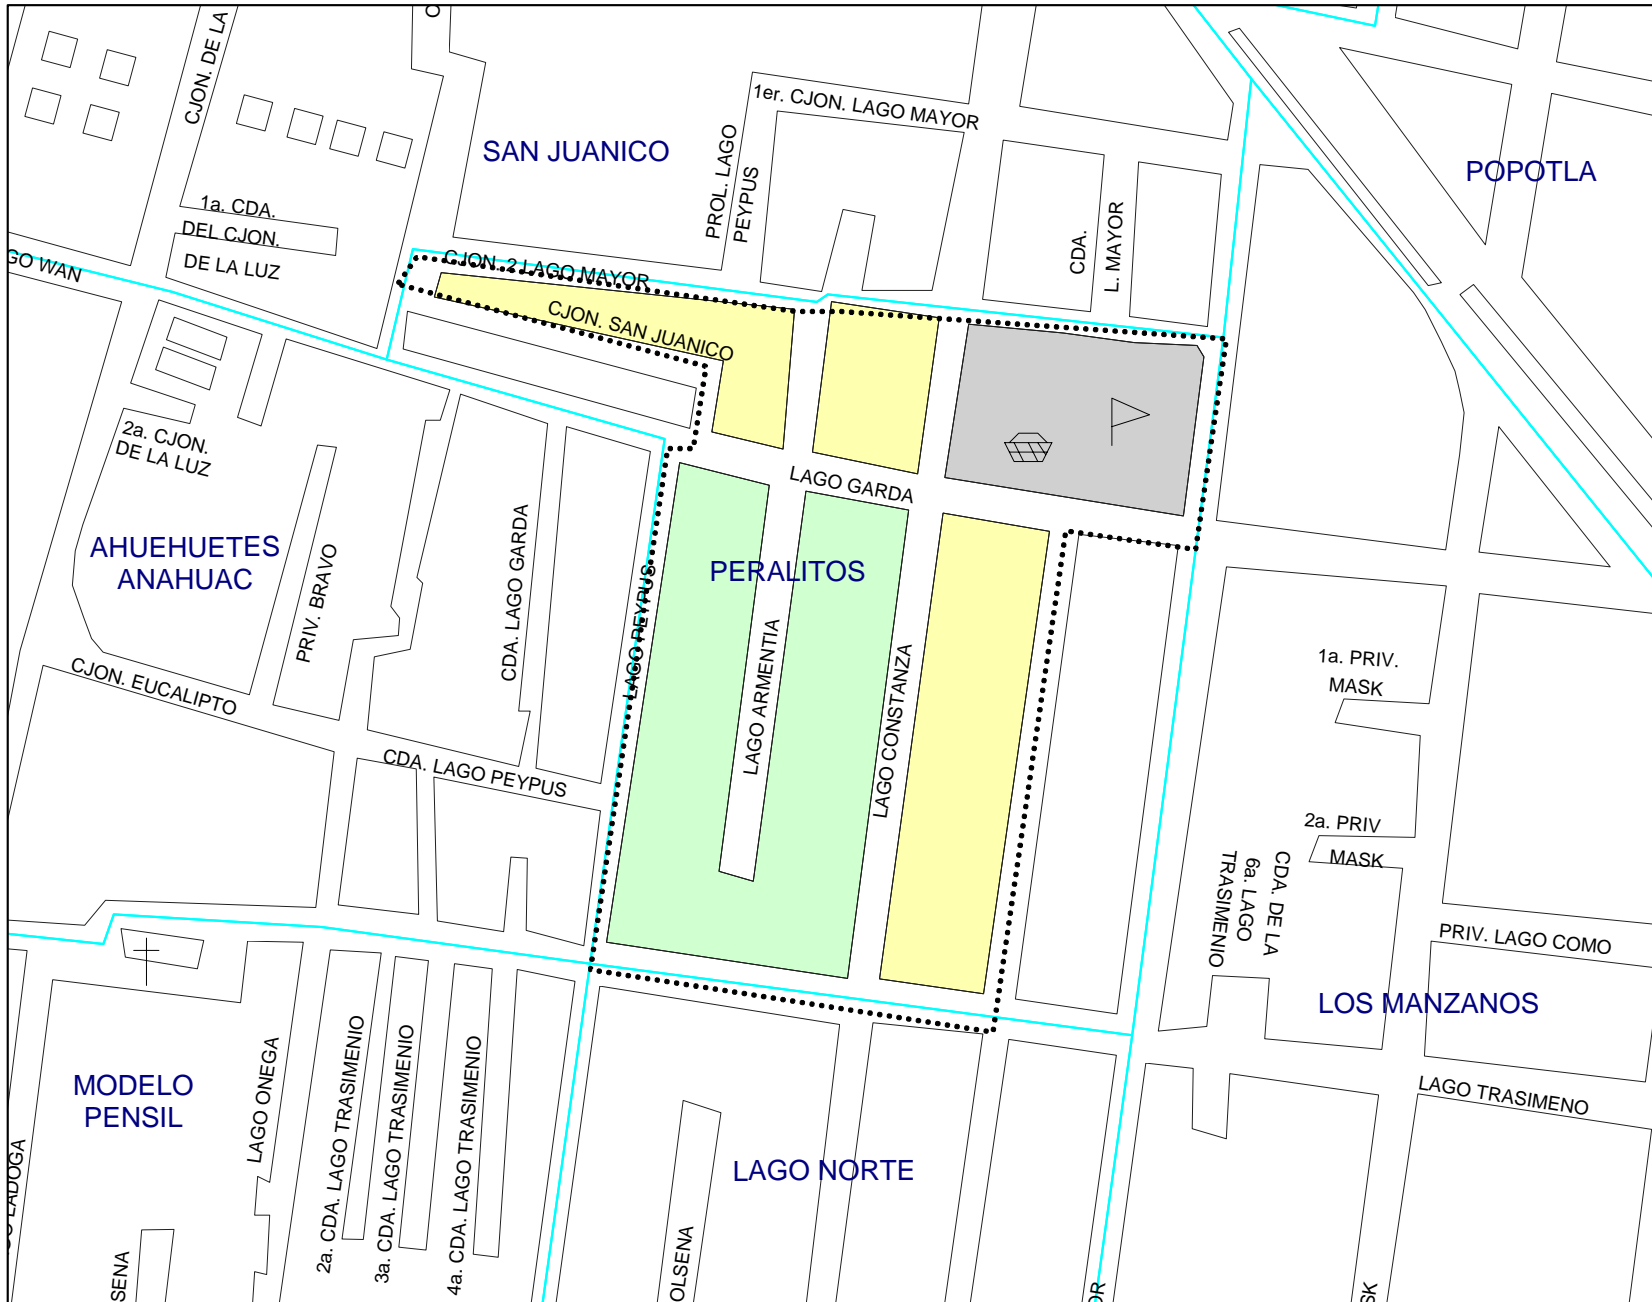 CJON. DE LA
1er. CJON. LAGO MAYOR
SAN JUANICO
POPOTLA
PROL. LAGO
PEYPUS
1a. CDA.
DEL CJON.
DE LA LUZ
CDA.
L. MAYOR
GO WAN
CJON. 2 LAGO MAYOR
CJON. SAN JUANICO
2a. CJON.
DE LA LUZ
LAGO GARDA
AHUEHUETES
ANAHUAC
PRIV. BRAVO
CDA. LAGO GARDA
PERALITOS
LAGO PEYPUS
LAGO ARMENTIA
LAGO CONSTANZA
CJON. EUCALIPTO
CDA. LAGO PEYPUS
1a. PRIV.
MASK
2a. PRIV
MASK
CDA. DE LA
6a. LAGO
TRASIMENIO
PRIV. LAGO COMO
LOS MANZANOS
LAGO TRASIMENO
MODELO
PENSIL
LAGO ONEGA
2a. CDA. LAGO TRASIMENIO
3a. CDA. LAGO TRASIMENIO
4a. CDA. LAGO TRASIMENIO
LAGO NORTE
LADOGA
SENA
OLSENA
OR
SK